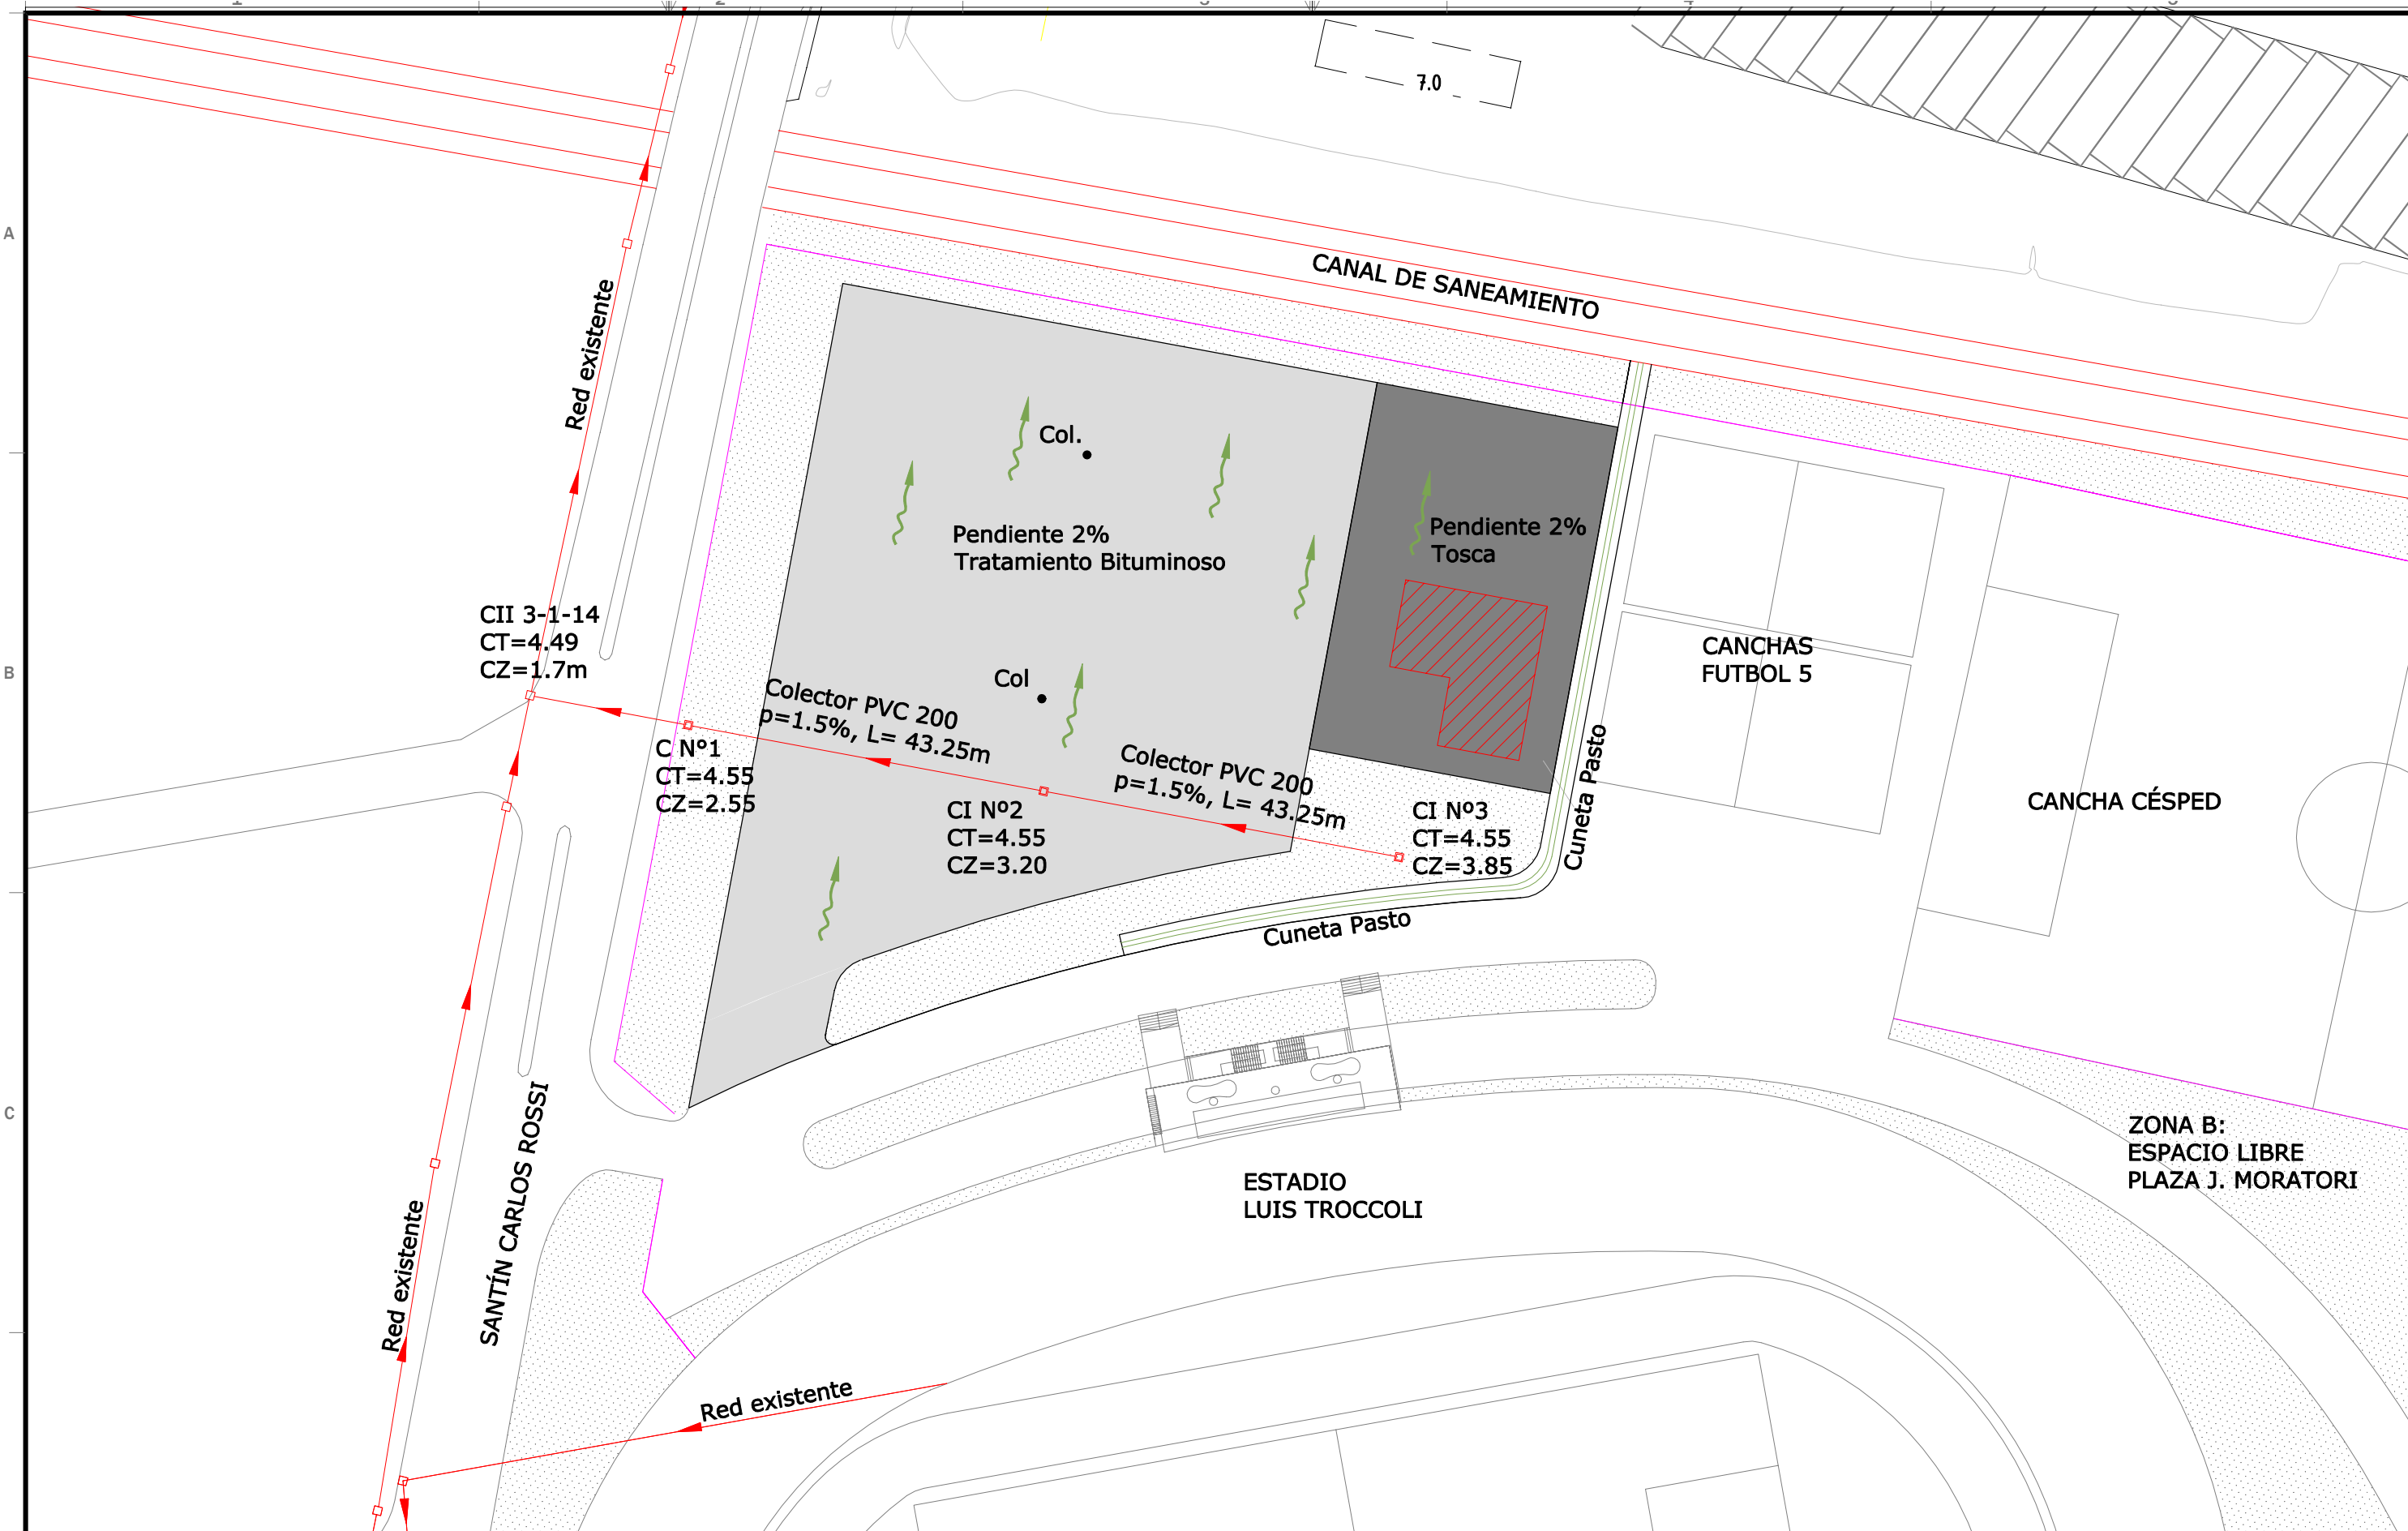 7.0
A
CANAL DE SANEAMIENTO
Red existente
Col.
Pendiente 2%
Tratamiento Bituminoso
Pendiente 2%
Tosca
CII 3-1-14
CT=4.49
CZ=1.7m
B
CANCHAS
FUTBOL 5
Col
Colector PVC 200
p=1.5%, L= 43.25m
C Nº1
CT=4.55
CZ=2.55
Colector PVC 200
p=1.5%, L= 43.25m
CI Nº2
CT=4.55
CZ=3.20
CI Nº3
CT=4.55
CZ=3.85
Cuneta Pasto
CANCHA CÉSPED
Cuneta Pasto
C
SANTÍN CARLOS ROSSI
ZONA B:
ESPACIO LIBRE
PLAZA J. MORATORI
ESTADIO
LUIS TROCCOLI
Red existente
Red existente